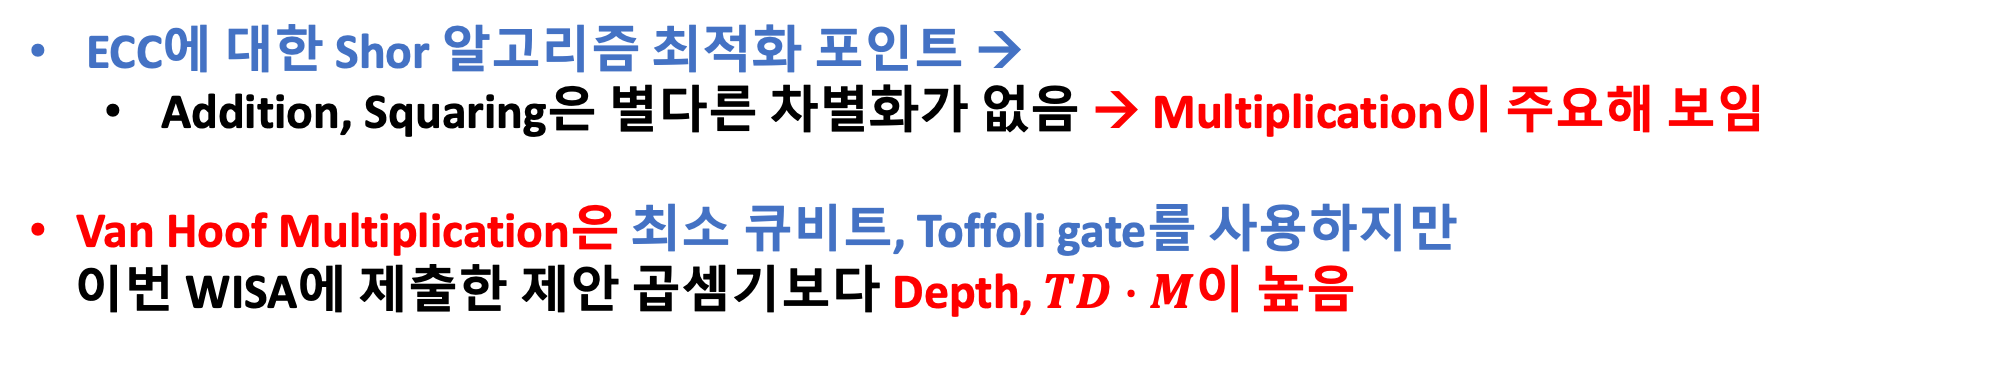 • ECC에 대한 Shor 알고리즘 최적화 포인트 →
• Addition, Squaring은 별다른 차별화가 없음 → Multiplication이 주요해 보임
• Van Hoof Multiplication은 최소 큐비트, Toffoli gate를 사용하지만
이번 WISA에 제출한 제안 곱셈기보다 Depth, TD · M이 높음